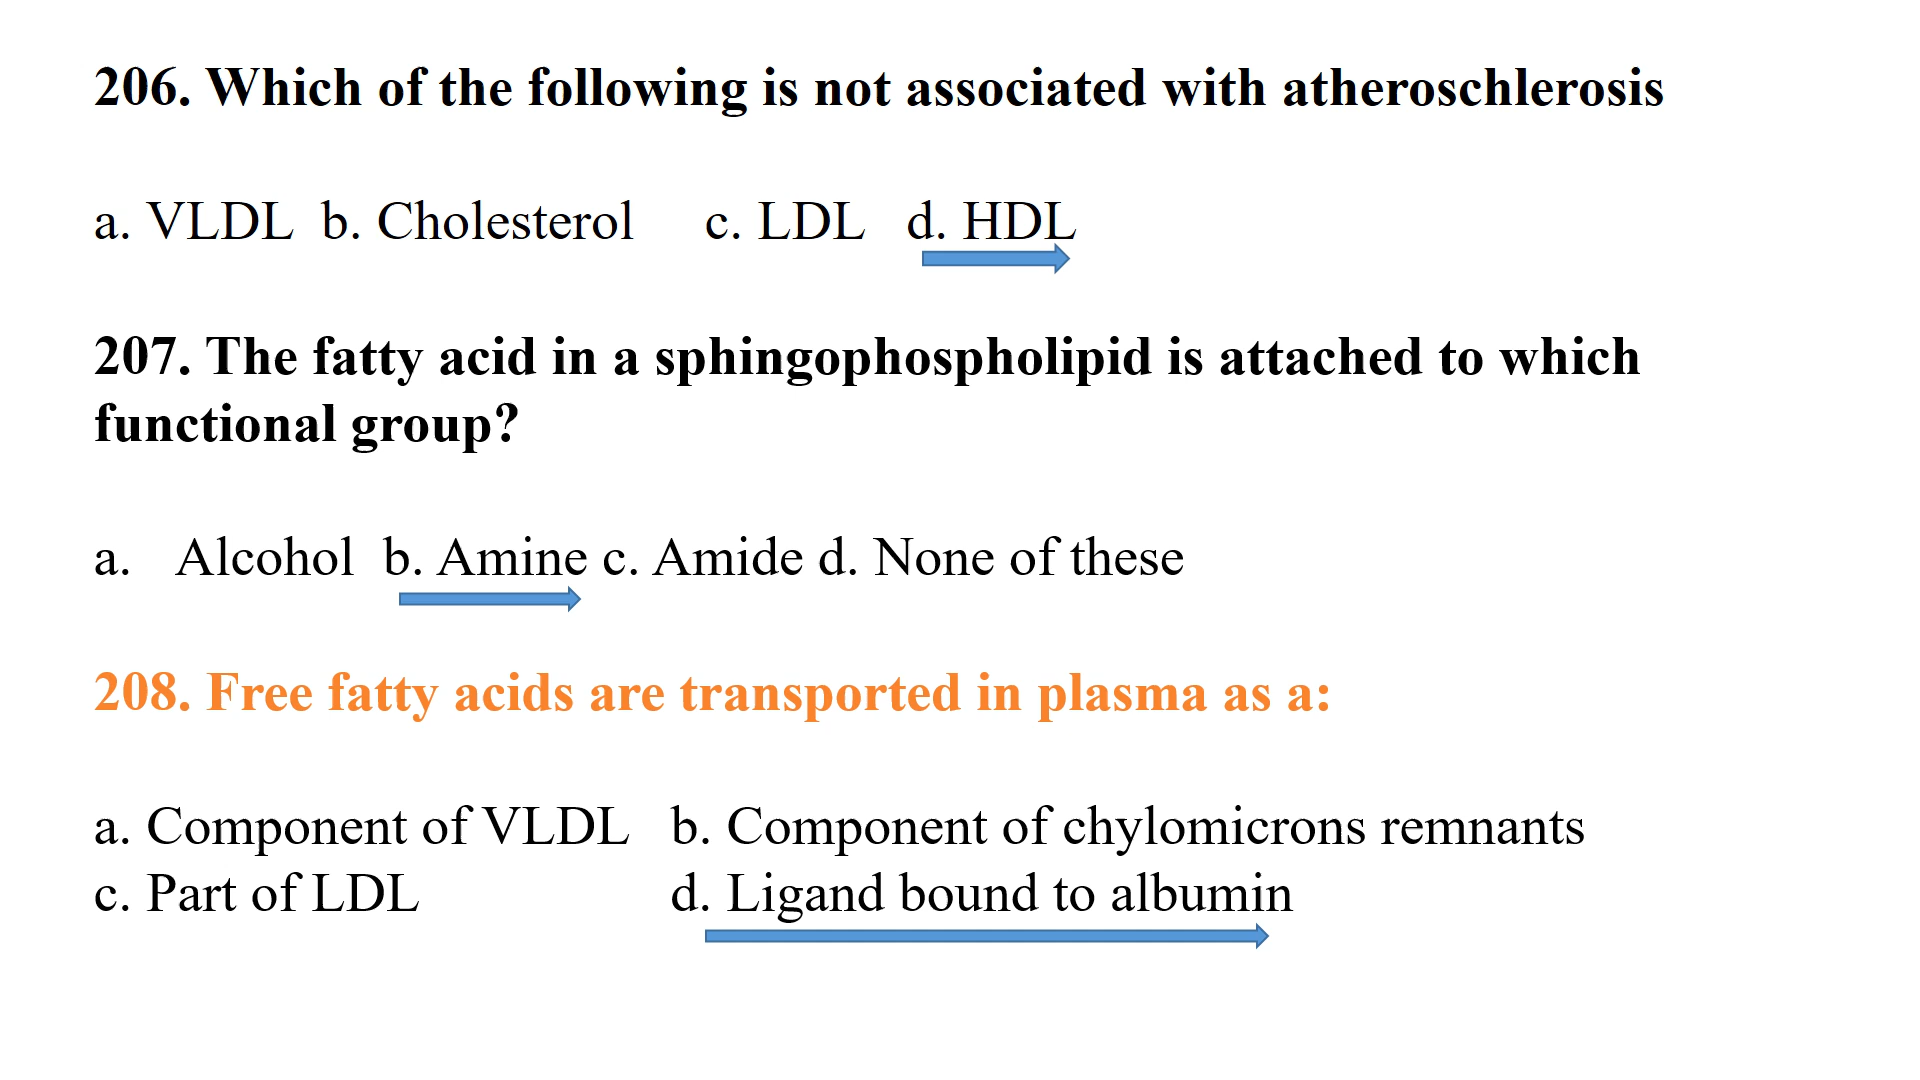 206. Which of the following is not associated with atheroschlerosis
a. VLDL b. Cholesterol c. LDL d. HDL
207. The fatty acid in a sphingophospholipid is attached to which
functional group?
a. Alcohol b. Amine c. Amide d. None of these
208. Free fatty acids are transported in plasma as a:
a. Component of VLDL b. Component of chylomicrons remnants
c. Part of LDL d. Ligand bound to albumin